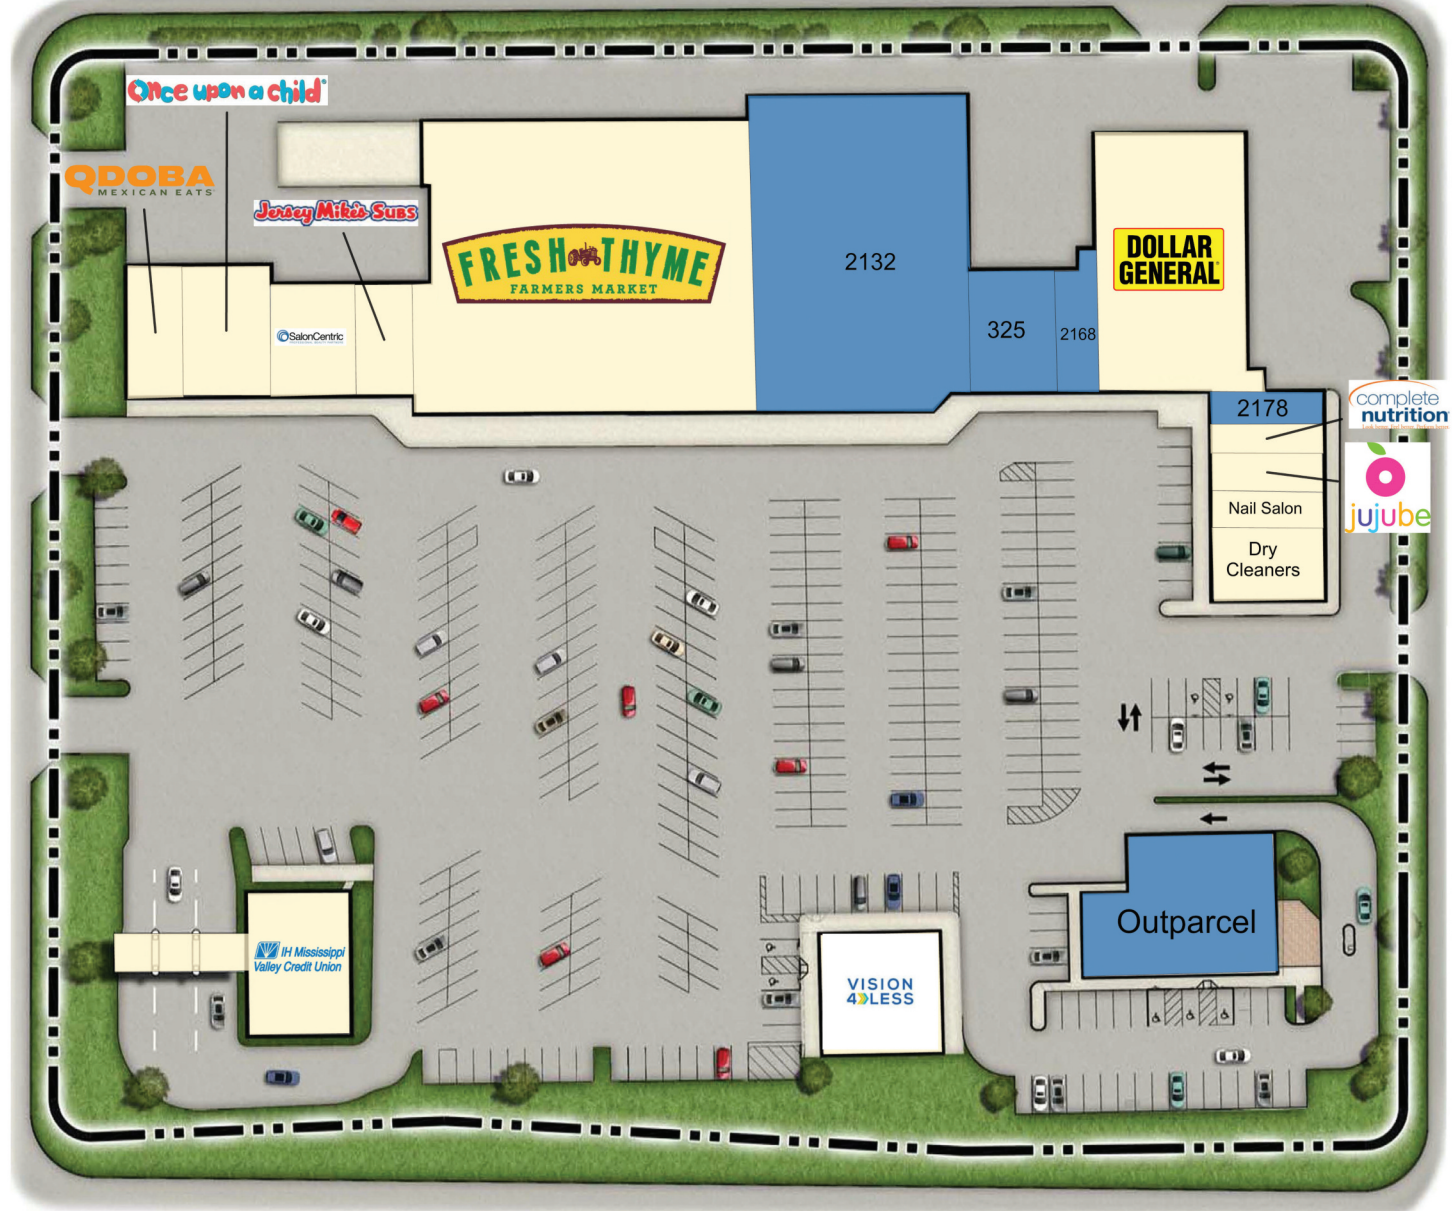 Once upon a child
QDOBA
MEXICAN EATS
Jersey Mike's SUBS
SalonCentric
FRESH THYME
FARMERS MARKET
2132
325
2168
DOLLAR
GENERAL
2178
complete
nutrition
jujube
Nail Salon
Dry
Cleaners
IH Mississippi
Valley Credit Union
VISION
4 LESS
Outparcel